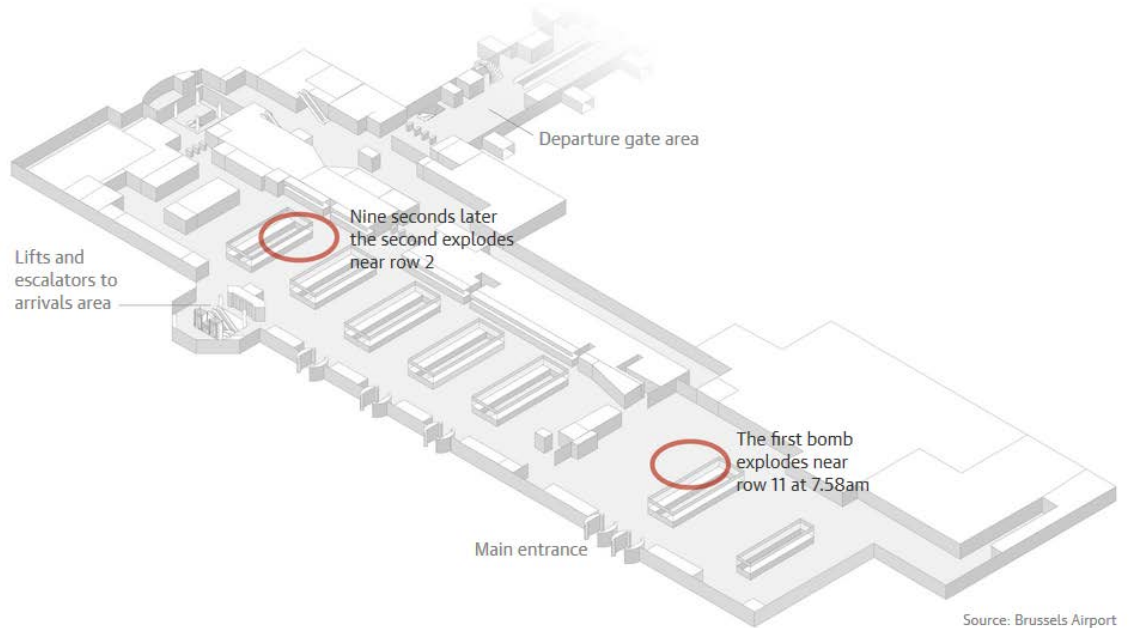 Departure gate area
Nine seconds later
the second explodes
near row 2
Lifts and
escalators to
arrivals area
The first bomb
explodes near
row 11 at 7.58am
Main entrance
Source: Brussels Airport